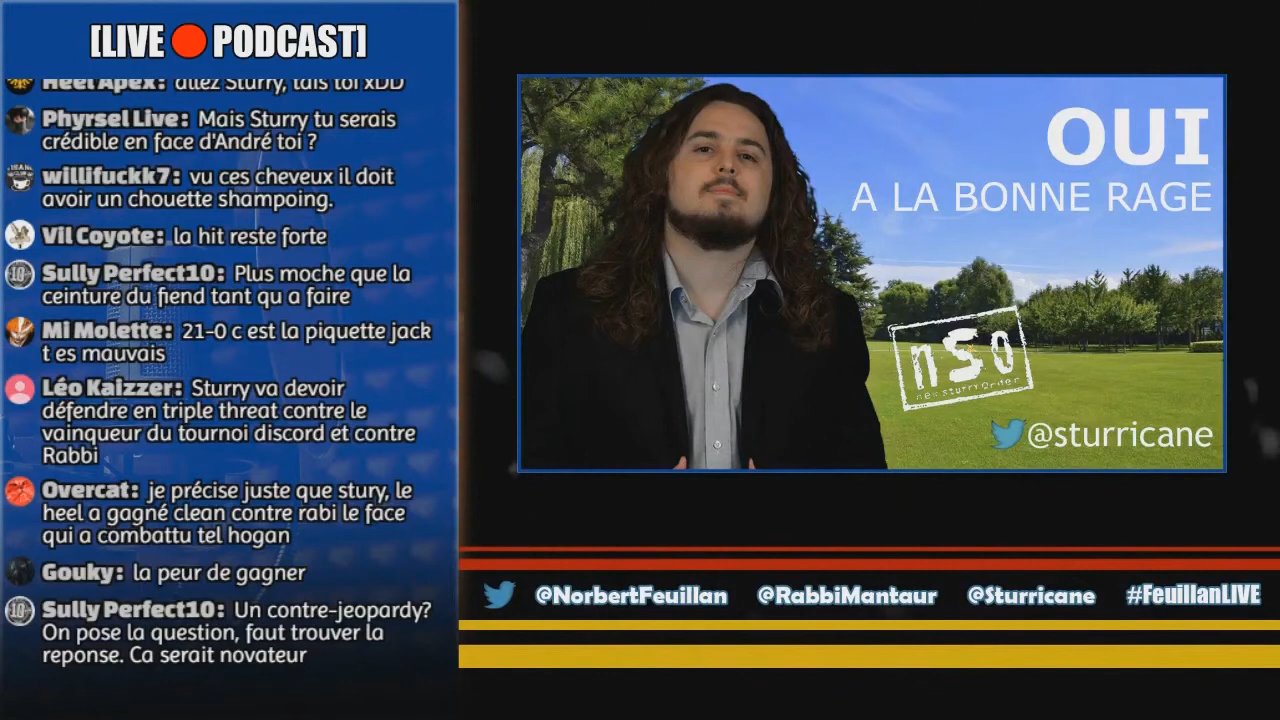 [LIVE PODCAST]
Heel Apex: allez Sturry, tais toi xDD
Phyrsel Live: Mais Sturry tu serais
crédible en face d'André toi ?
willifuckk7: vu ces cheveux il doit
avoir un chouette shampoing.
Vil Coyote: la hit reste forte
Sully Perfect10: Plus moche que la
ceinture du fiend tant qu a faire
Mi Molette: 21-0 c est la piquette jack
t es mauvais
Léo Kaizzer: Sturry va devoir
défendre en triple threat contre le
vainqueur du tournoi discord et contre
Rabbi
Overcat: je précise juste que stury, le
heel a gagné clean contre rabi le face
qui a combattu tel hogan
Gouky: la peur de gagner
Sully Perfect10: Un contre-jeopardy?
On pose la question, faut trouver la
reponse. Ca serait novateur
OUI
A LA BONNE RAGE
nSo
new sturry Order
@sturricane
@NorbertFeuillan @RabbiMantaur @Sturricane #FeuillanLIVE